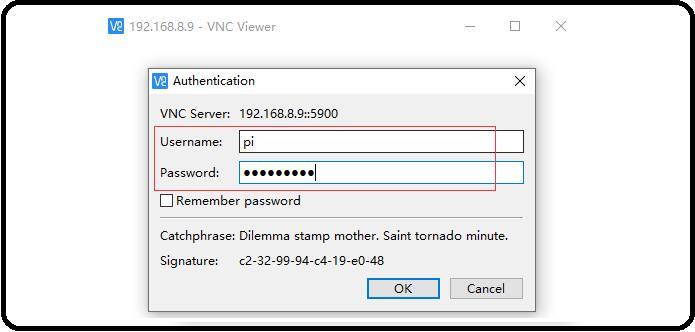 192.168.8.9 - VNC Viewer
Authentication
VNC Server: 192.168.8.9::5900
Username: pi
Password: ●●●●●●●●●
Remember password
Catchphrase: Dilemma stamp mother. Saint tornado minute.
Signature: c2-32-99-94-c4-19-e0-48
OK Cancel